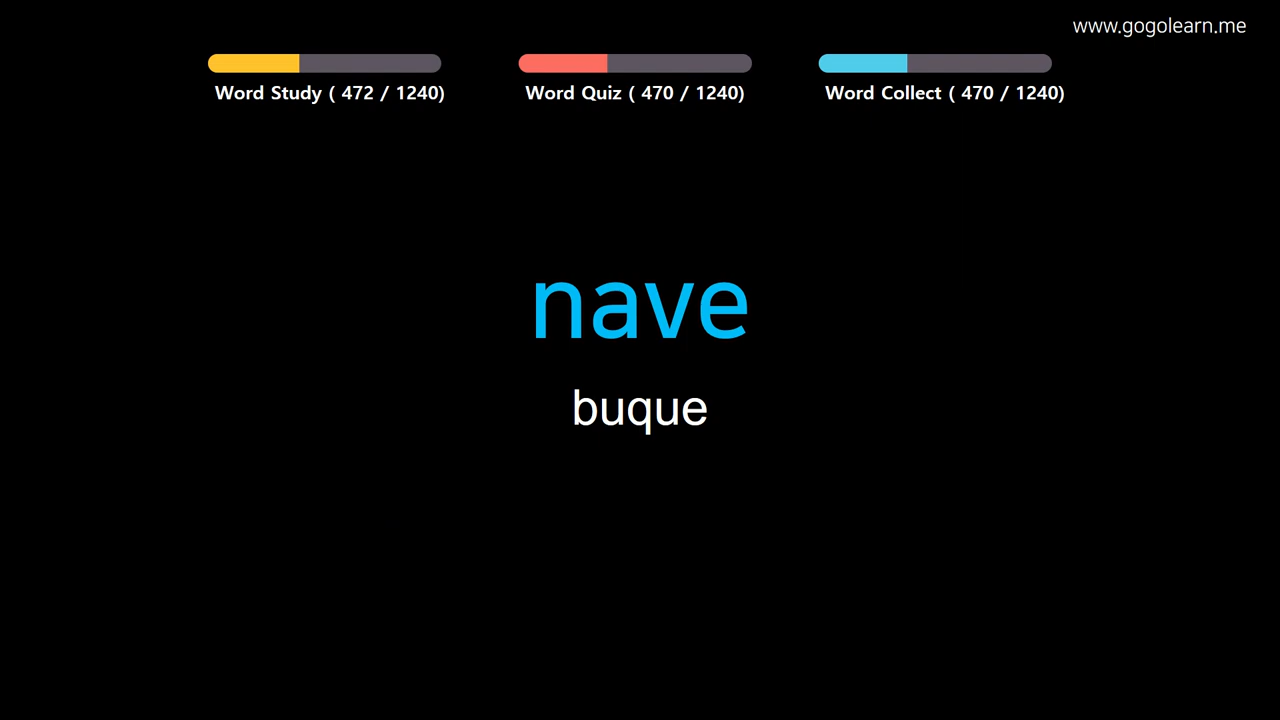 www.gogolearn.me
Word Study ( 472 / 1240)
Word Quiz ( 470 / 1240)
Word Collect ( 470 / 1240)
nave
buque